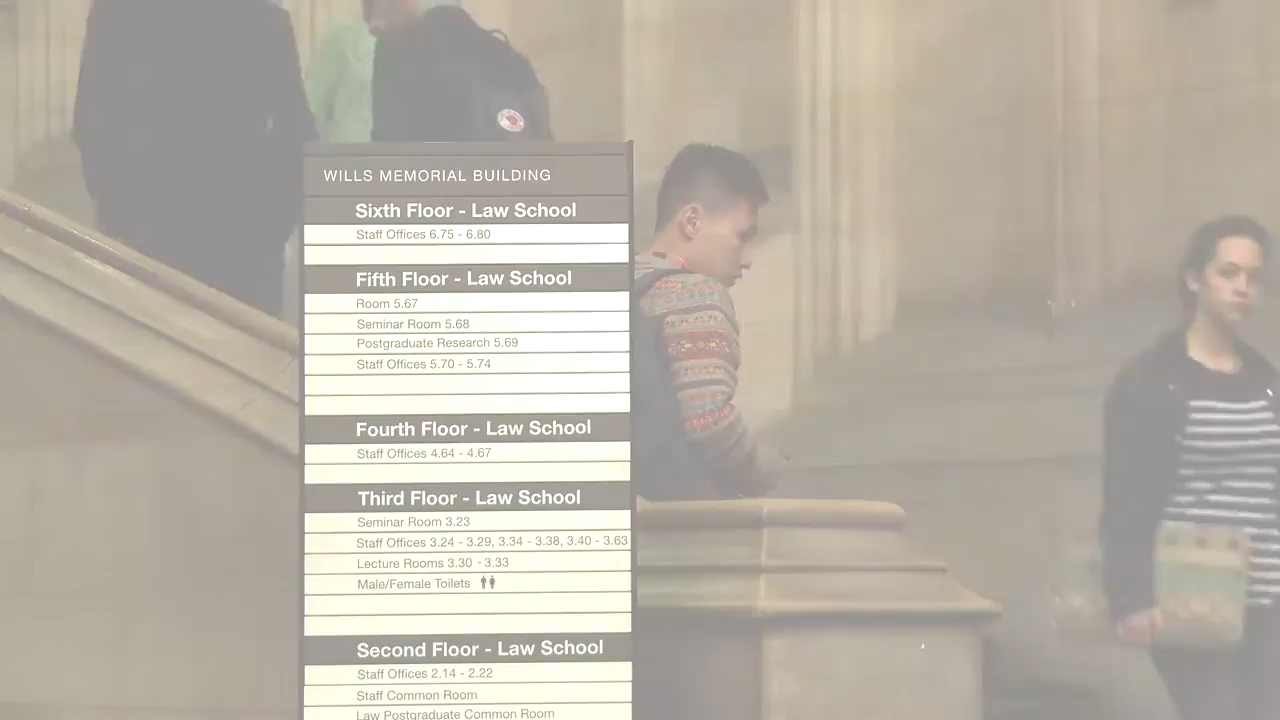 WILLS MEMORIAL BUILDING
Sixth Floor - Law School
Staff Offices 6.75 - 6.80
Fifth Floor - Law School
Room 5.67
Seminar Room 5.68
Postgraduate Research 5.69
Staff Offices 5.70 - 5.74
Fourth Floor - Law School
Staff Offices 4.64 - 4.67
Third Floor - Law School
Seminar Room 3.23
Staff Offices 3.24 - 3.29, 3.34 - 3.38, 3.40 - 3.63
Lecture Rooms 3.30 - 3.33
Male/Female Toilets
Second Floor - Law School
Staff Offices 2.14 - 2.22
Staff Common Room
Law Postgraduate Common Room